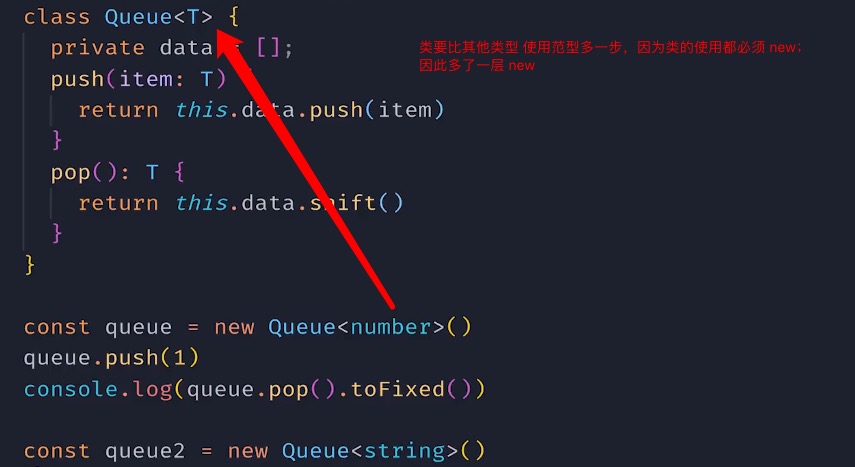 class Queue<T> {
private data = [];
类要比其他类型 使用范型多一步，因为类的使用都必须 new；
因此多了一层 new
push(item: T)
return this.data.push(item)
}
pop(): T {
return this.data.shift()
}
}
const queue = new Queue<number>()
queue.push(1)
console.log(queue.pop().toFixed())
const queue2 = new Queue<string>()